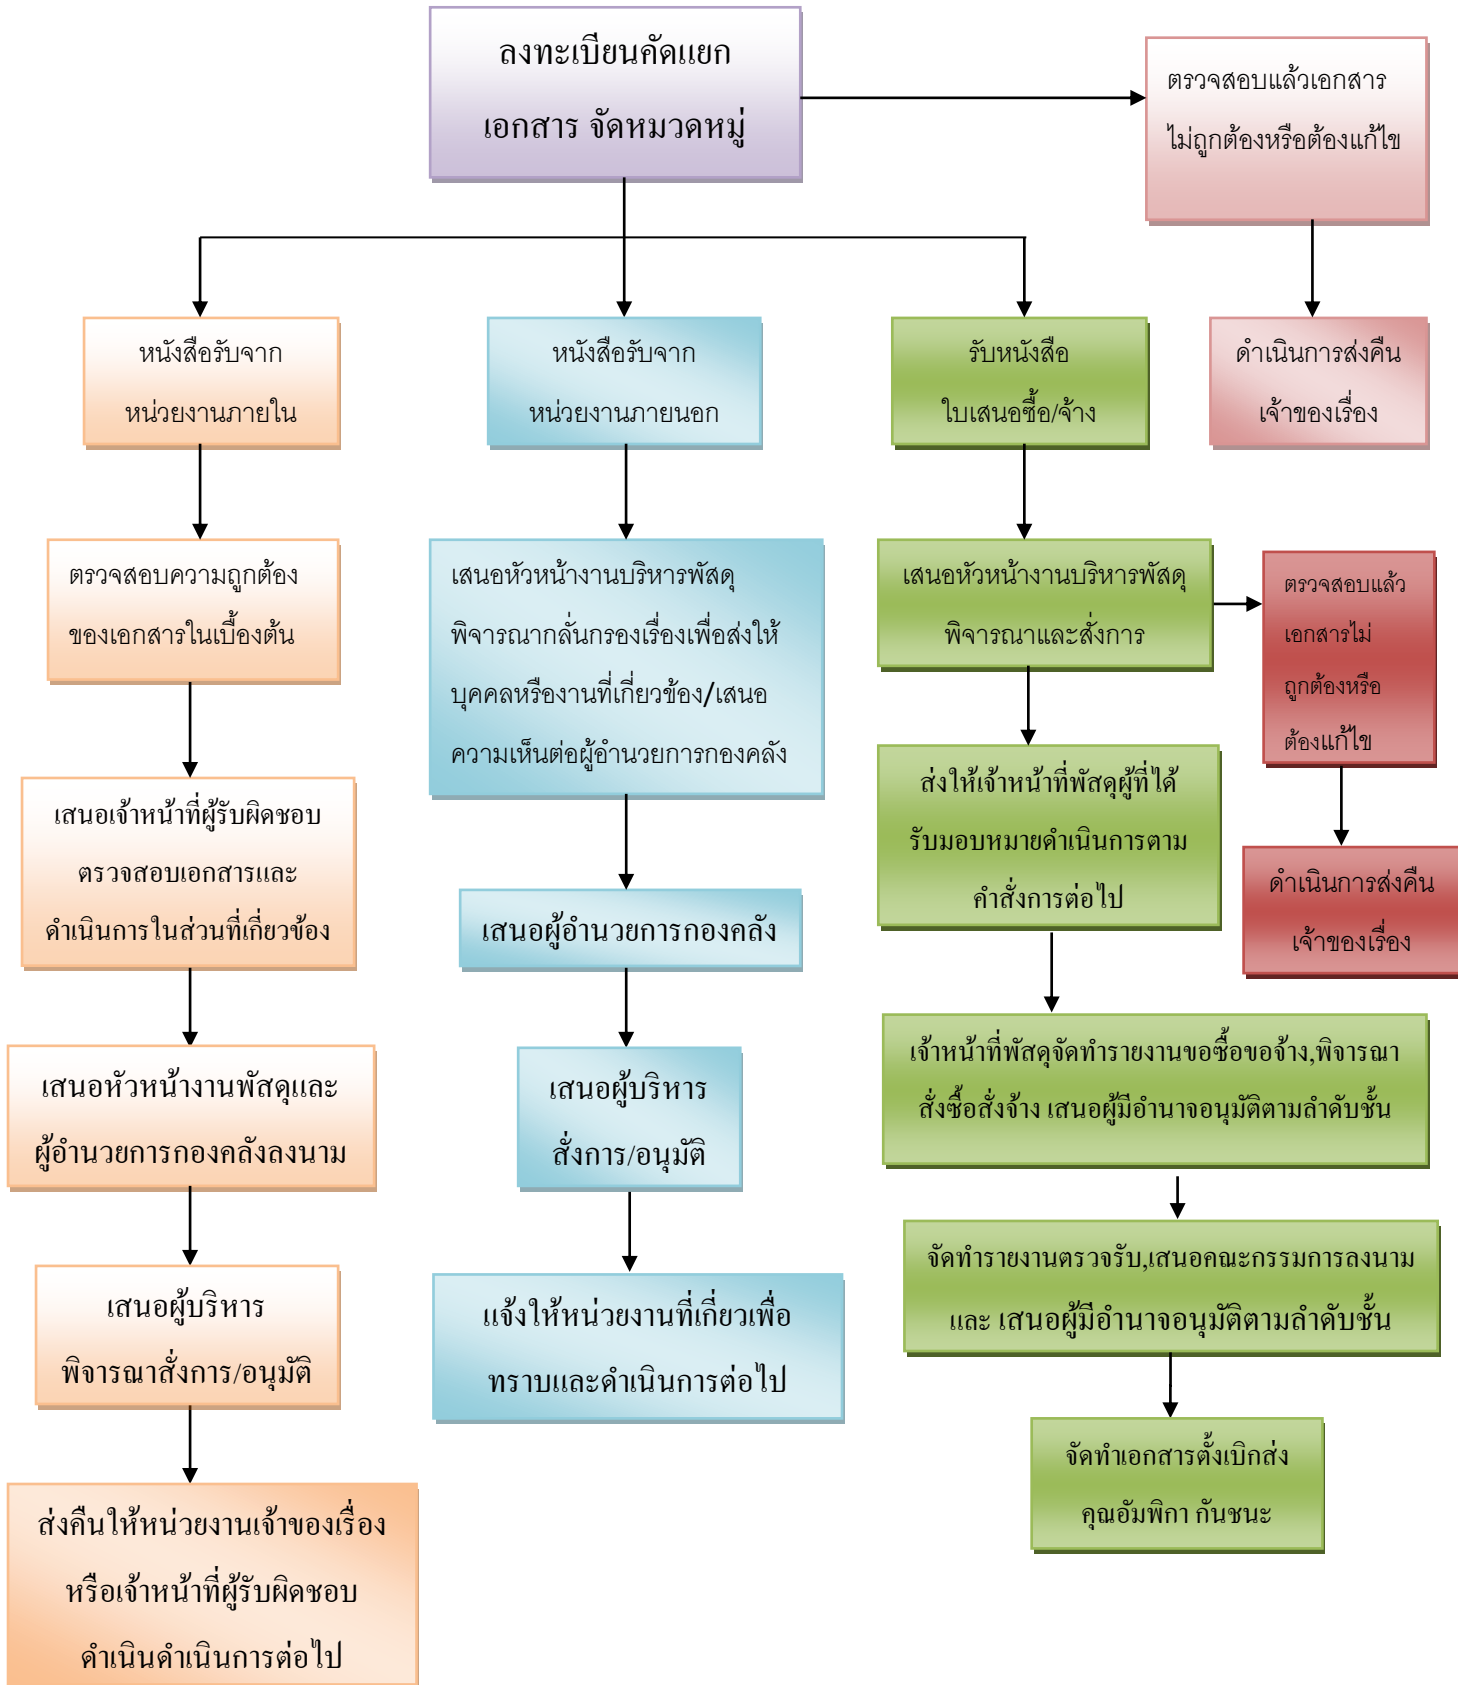 ลงทะเบียนคัดแยก
เอกสาร จัดหมวดหมู่
ตรวจสอบแล้วเอกสาร
ไม่ถูกต้องหรือต้องแก้ไข
หนังสือรับจาก
หน่วยงานภายใน
หนังสือรับจาก
หน่วยงานภายนอก
รับหนังสือ
ใบเสนอซื้อ/จ้าง
ดำเนินการส่งคืน
เจ้าของเรื่อง
ตรวจสอบความถูกต้อง
ของเอกสารในเบื้องต้น
เสนอหัวหน้างานบริหารพัสดุ
พิจารณากลั่นกรองเรื่องเพื่อส่งให้
บุคคลหรืองานที่เกี่ยวข้อง/เสนอ
ความเห็นต่อผู้อำนวยการกองคลัง
เสนอหัวหน้างานบริหารพัสดุ
พิจารณาและสั่งการ
ตรวจสอบแล้ว
เอกสารไม่
ถูกต้องหรือ
ต้องแก้ไข
เสนอเจ้าหน้าที่ผู้รับผิดชอบ
ตรวจสอบเอกสารและ
ดำเนินการในส่วนที่เกี่ยวข้อง
ส่งให้เจ้าหน้าที่พัสดุผู้ที่ได้
รับมอบหมายดำเนินการตาม
คำสั่งการต่อไป
ดำเนินการส่งคืน
เจ้าของเรื่อง
เสนอผู้อำนวยการกองคลัง
เสนอหัวหน้างานพัสดุและ
ผู้อำนวยการกองคลังลงนาม
เสนอผู้บริหาร
สั่งการ/อนุมัติ
เจ้าหน้าที่พัสดุจัดทำรายงานขอซื้อขอจ้าง,พิจารณา
สั่งซื้อสั่งจ้าง เสนอผู้มีอำนาจอนุมัติตามลำดับชั้น
เสนอผู้บริหาร
พิจารณาสั่งการ/อนุมัติ
แจ้งให้หน่วยงานที่เกี่ยวเพื่อ
ทราบและดำเนินการต่อไป
จัดทำรายงานตรวจรับ,เสนอคณะกรรมการลงนาม
และ เสนอผู้มีอำนาจอนุมัติตามลำดับชั้น
จัดทำเอกสารตั้งเบิกส่ง
คุณอัมพิกา กันชนะ
ส่งคืนให้หน่วยงานเจ้าของเรื่อง
หรือเจ้าหน้าที่ผู้รับผิดชอบ
ดำเนินดำเนินการต่อไป